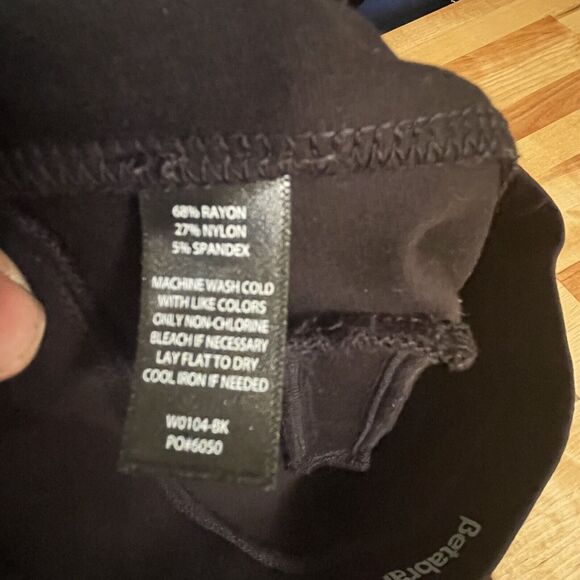 68% RAYON
27% NYLON
5% SPANDEX
MACHINE WASH COLD
WITH LIKE COLORS
ONLY NON-CHLORINE
BLEACH IF NECESSARY
LAY FLAT TO DRY
COOL IRON IF NEEDED
W0104-BK
PO#6050